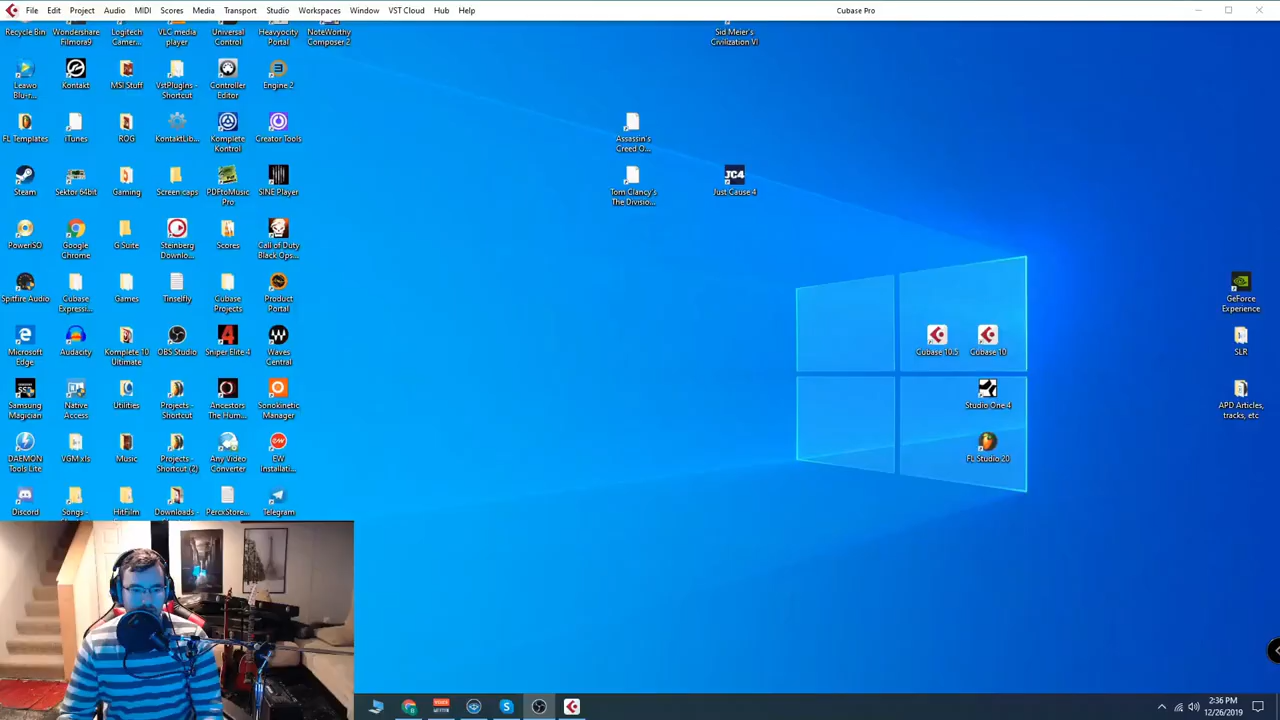 File Edit Project Audio MIDI Scores Media Transport Studio Workspaces Window VST Cloud Hub Help Cubase Pro
Recycle Bin
Wondershare
Filmora9
Logitech
Camer...
VLC media
player
Universal
Control
Heavyocity
Portal
NoteWorthy
Composer 2
Sid Meier's
Civilization VI
Leawo
Blu-r...
Kontakt
MSI Stuff
VstPlugins -
Shortcut
Controller
Editor
Engine 2
FL Templates
iTunes
ROG
KontaktLib...
Komplete
Kontrol
Creator Tools
Assassin's
Creed O...
Steam
Sektor 64bit
Gaming
Screen caps
PDFtoMusic
Pro
SINE Player
Tom Clancy's
The Divisio...
JC4
Just Cause 4
PowerISO
Google
Chrome
G Suite
Steinberg
Downlo...
Scores
Call of Duty
Black Ops...
Spitfire Audio
Cubase
Expressi...
Games
Tinselfly
Cubase
Projects
Product
Portal
GeForce
Experience
Microsoft
Edge
Audacity
Komplete 10
Ultimate
OBS Studio
Sniper Elite 4
Waves
Central
Cubase 10.5
Cubase 10
SLR
Samsung
Magician
Native
Access
Utilities
Projects -
Shortcut
Ancestors
The Hum...
Sonokinetic
Manager
Studio One 4
APD Articles,
tracks, etc
DAEMON
Tools Lite
VGM xls
Music
Projects -
Shortcut (2)
Any Video
Converter
EW
Installati...
FL Studio 20
Discord
Songs -
HitFilm
Downloads -
PercxStore...
Telegram
2:36 PM
12/26/2019